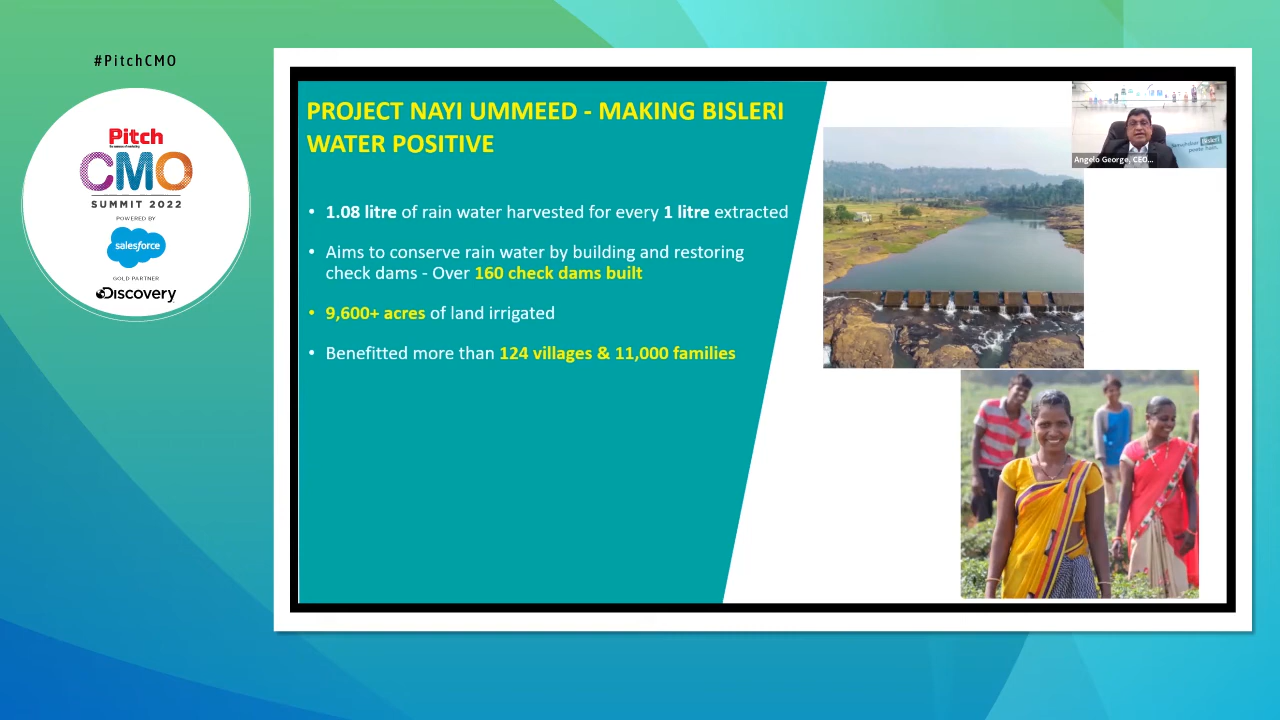 #PitchCMO
Pitch
CMO
SUMMIT 2022
POWERED BY
salesforce
GOLD PARTNER
Discovery
PROJECT NAYI UMMEED - MAKING BISLERI
WATER POSITIVE
• 1.08 litre of rain water harvested for every 1 litre extracted
• Aims to conserve rain water by building and restoring
check dams - Over 160 check dams built
• 9,600+ acres of land irrigated
• Benefitted more than 124 villages & 11,000 families
Angelo George, CEO...